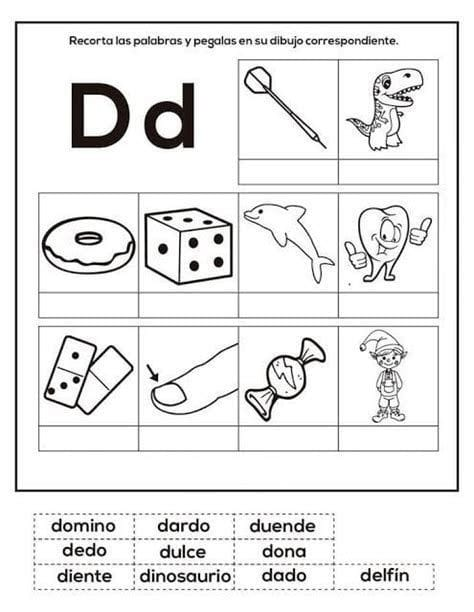 Recorta las palabras y pegalas en su dibujo correspondiente.
Dd
domino dardo duende
dedo dulce dona
diente dinosaurio dado delfín